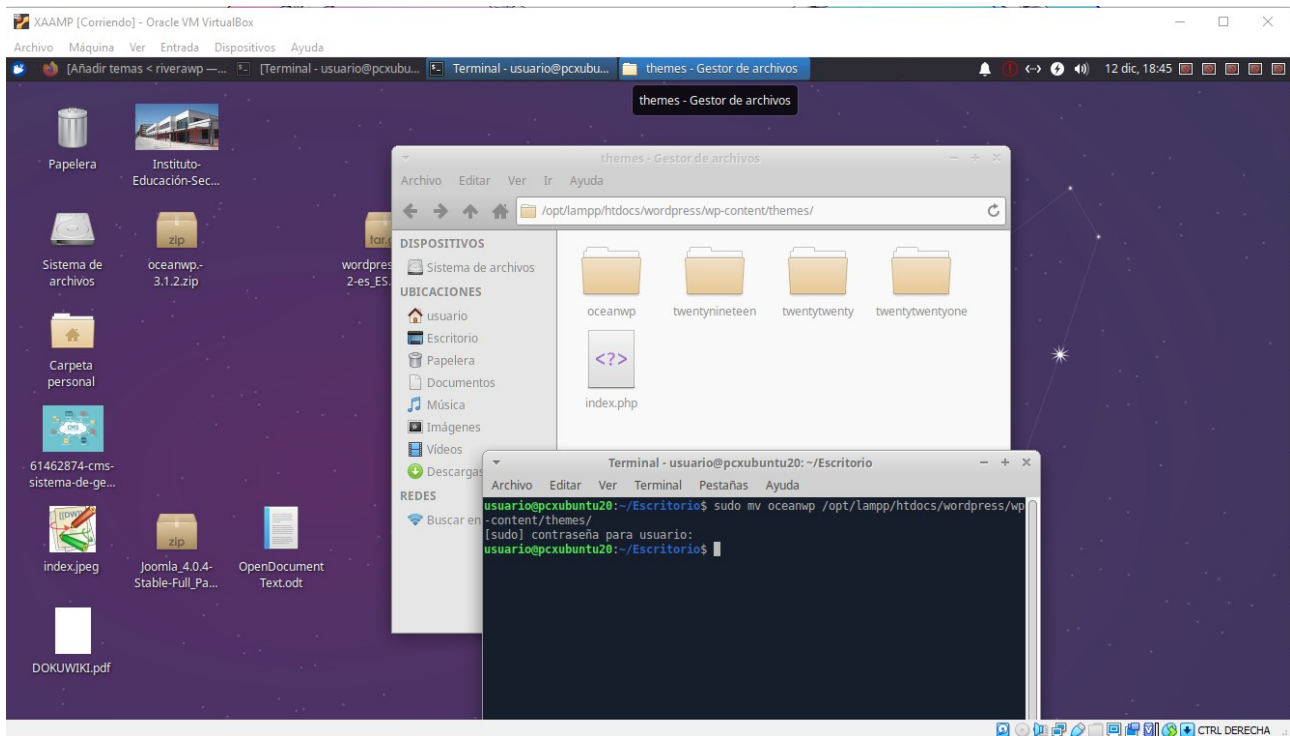 XAAMP [Corriendo] - Oracle VM VirtualBox
Archivo Máquina Ver Entrada Dispositivos Ayuda
[Añadir temas < riverawp —... [Terminal - usuario@pcxubu... Terminal - usuario@pcxubu... themes - Gestor de archivos 12 dic, 18:45
themes - Gestor de archivos
Papelera
Instituto-
Educación-Sec...
Sistema de
archivos
zip
oceanwp.-
3.1.2.zip
wordpres
2-es_ES.
Carpeta
personal
61462874-cms-
sistema-de-ge...
index.jpeg
zip
Joomla_4.0.4-
Stable-Full_Pa...
OpenDocument
Text.odt
DOKUWIKI.pdf
themes - Gestor de archivos
Archivo Editar Ver Ir Ayuda
/opt/lampp/htdocs/wordpress/wp-content/themes/
DISPOSITIVOS
Sistema de archivos
UBICACIONES
usuario
Escritorio
Papelera
Documentos
Música
Imágenes
Vídeos
Descargas
REDES
Buscar en
oceanwp
twentynineteen
twentytwenty
twentytwentyone
<?>
index.php
Terminal - usuario@pcxubuntu20: ~/Escritorio
Archivo Editar Ver Terminal Pestañas Ayuda
usuario@pcxubuntu20:~/Escritorio$ sudo mv oceanwp /opt/lampp/htdocs/wordpress/wp
-content/themes/
[sudo] contraseña para usuario:
usuario@pcxubuntu20:~/Escritorio$
CTRL DERECHA